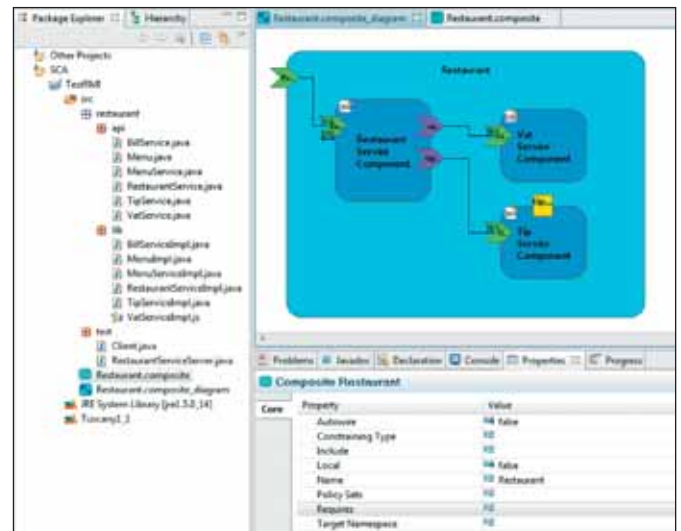 Package Explorer
Hierarchy
Other Projects
SCA
TestRMI
src
restaurant
api
BillService.java
Menu.java
MenuService.java
RestaurantService.java
TipService.java
VatService.java
lib
BillServiceImpl.java
MenuImpl.java
MenuServiceImpl.java
RestaurantServiceImpl.java
TipServiceImpl.java
VatServiceImpl.js
test
Client.java
RestaurantServiceServer.java
Restaurant.composite
Restaurant.composite_diagram
JRE System Library
Restaurant.composite_diagram
Restaurant.composite
Restaurant
Restaurant
Service
Component
Vat
Service
Component
Tip
Service
Component
Problems
Javadoc
Declaration
Console
Properties
Progress
Composite Restaurant
Core
Property
Value
Autowire
false
Constraining Type
Include
Local
false
Name
Restaurant
Policy Sets
Requires
Target Namespace